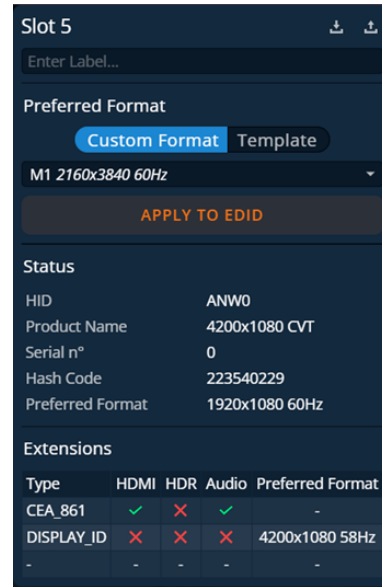 Slot 5
Enter Label...
Preferred Format
Custom Format Template
M1 2160x3840 60Hz
APPLY TO EDID
Status
HID ANW0
Product Name 4200x1080 CVT
Serial n° 0
Hash Code 223540229
Preferred Format 1920x1080 60Hz
Extensions
Type HDMI HDR Audio Preferred Format
CEA_861 ✓ ✕ ✓ -
DISPLAY_ID ✕ ✕ ✕ 4200x1080 58Hz
- - - - -